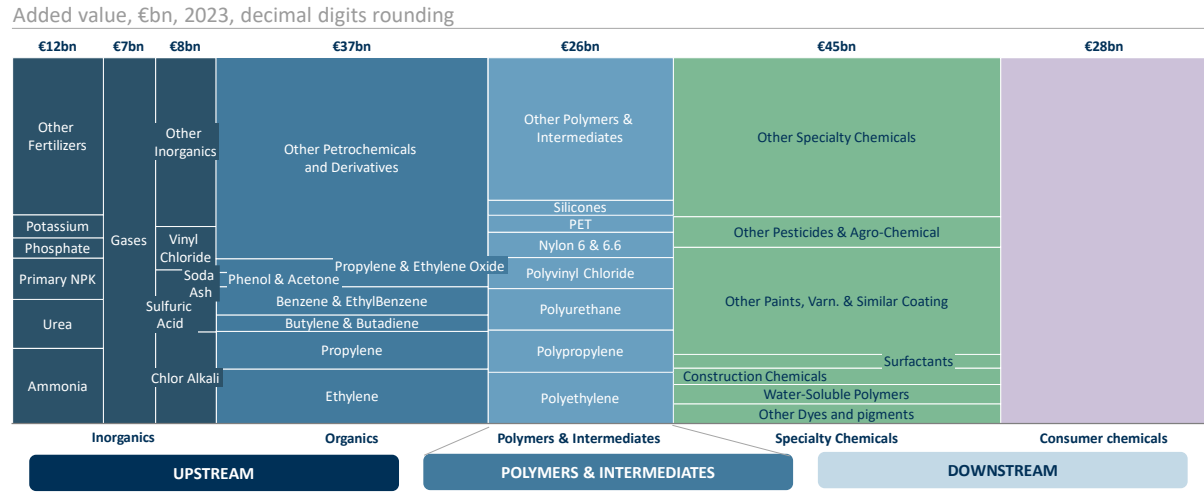 Added value, €bn, 2023, decimal digits rounding
€12bn
€7bn
€8bn
€37bn
€26bn
€45bn
€28bn
Other
Fertilizers
Potassium
Phosphate
Primary NPK
Urea
Ammonia
Gases
Other
Inorganics
Vinyl
Chloride
Soda
Ash
Sulfuric
Acid
Chlor Alkali
Other Petrochemicals
and Derivatives
Propylene & Ethylene Oxide
Phenol & Acetone
Benzene & EthylBenzene
Butylene & Butadiene
Propylene
Ethylene
Other Polymers &
Intermediates
Silicones
PET
Nylon 6 & 6.6
Polyvinyl Chloride
Polyurethane
Polypropylene
Polyethylene
Other Specialty Chemicals
Other Pesticides & Agro-Chemical
Other Paints, Varn. & Similar Coating
Surfactants
Construction Chemicals
Water-Soluble Polymers
Other Dyes and pigments
Inorganics
Organics
Polymers & Intermediates
Specialty Chemicals
Consumer chemicals
UPSTREAM
POLYMERS & INTERMEDIATES
DOWNSTREAM